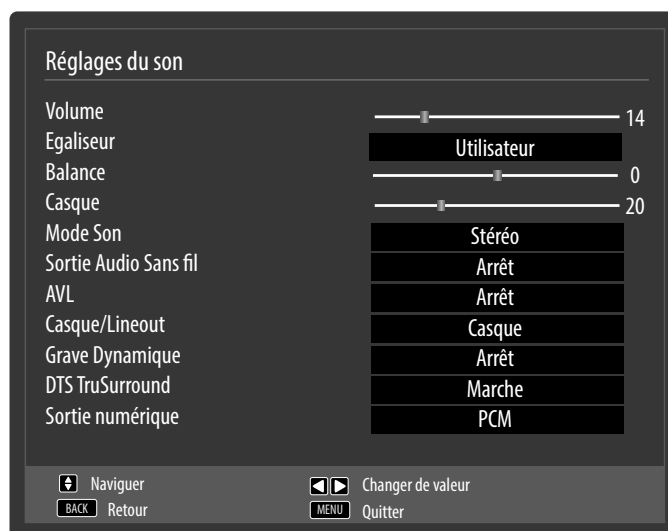 Réglages du son
Volume 14
Egaliseur Utilisateur
Balance 0
Casque 20
Mode Son Stéréo
Sortie Audio Sans fil Arrêt
AVL Arrêt
Casque/Lineout Casque
Grave Dynamique Arrêt
DTS TruSurround Marche
Sortie numérique PCM
Naviguer Changer de valeur
BACK Retour MENU Quitter